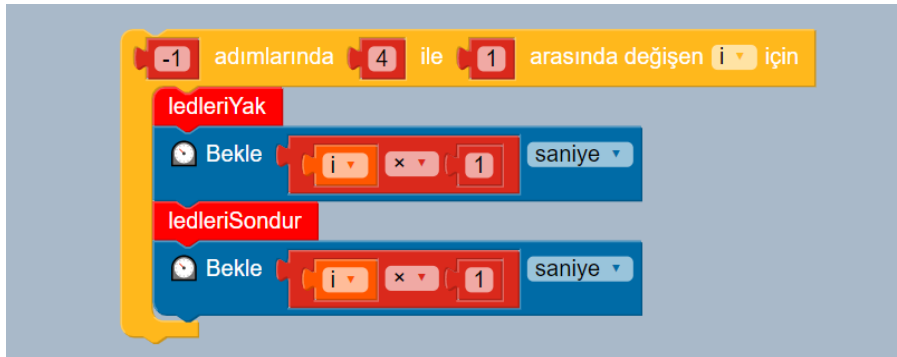 -1 adımlarında 4 ile 1 arasında değişen i için
ledleriYak
Bekle i × 1 saniye
ledleriSondur
Bekle i × 1 saniye